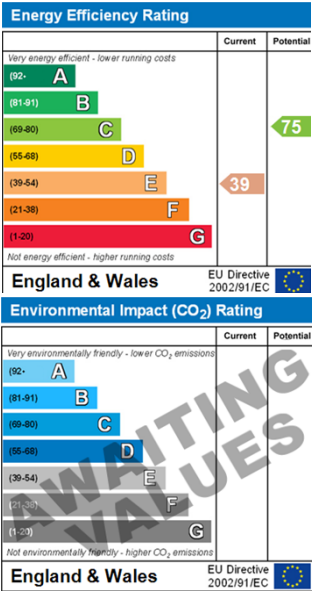 Energy Efficiency Rating
Current Potential
Very energy efficient - lower running costs
(92- A
(81-91) B
(69-80) C
75
(55-68) D
(39-54) E
39
(21-38) F
(1-20) G
Not energy efficient - higher running costs
England & Wales
EU Directive
2002/91/EC
Environmental Impact (CO₂) Rating
Current Potential
Very environmentally friendly - lower CO₂ emissions
(92- A
(81-91) B
(69-80) C
(55-68) D
(39-54) E
(21-38) F
(1-20) G
AWAITING
VALUES
Not environmentally friendly - higher CO₂ emissions
England & Wales
EU Directive
2002/91/EC